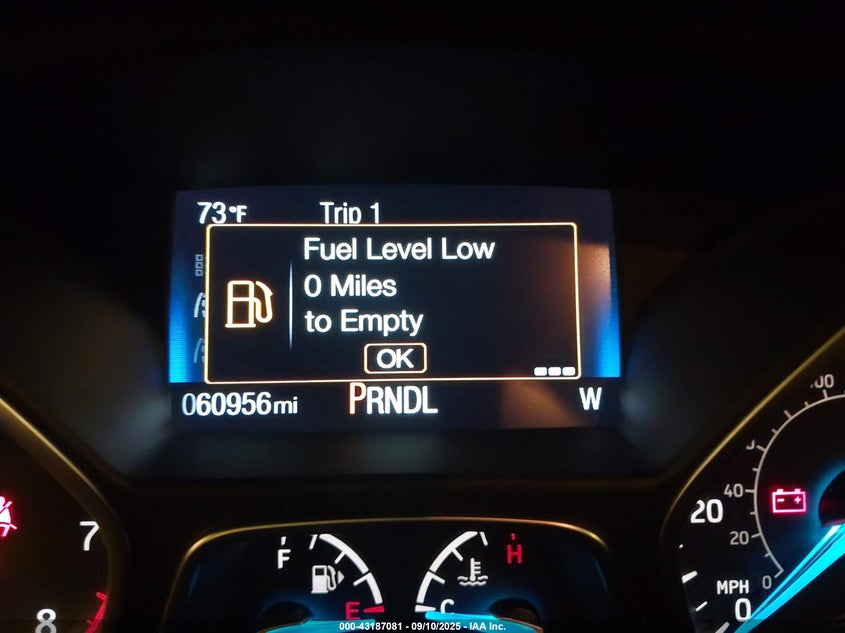 73°F Trip 1
Fuel Level Low
0 Miles
to Empty
OK
060956mi PRNDL W
7
8
F
E
H
C
20
0
MPH
40
20
0
000-43187081 - 09/10/2025 - IAA Inc.